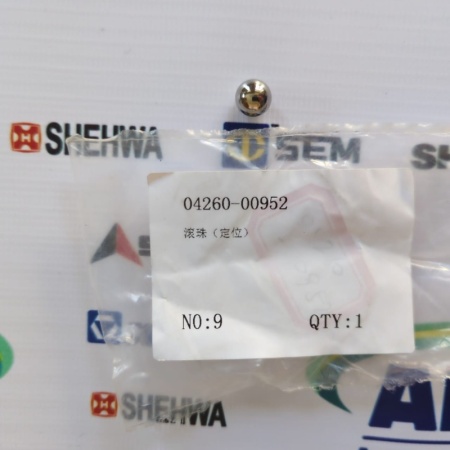 SHEHWA
SEM
SH
04260-00952
滚珠（定位）
NO:9
QTY:1
SHEHWA